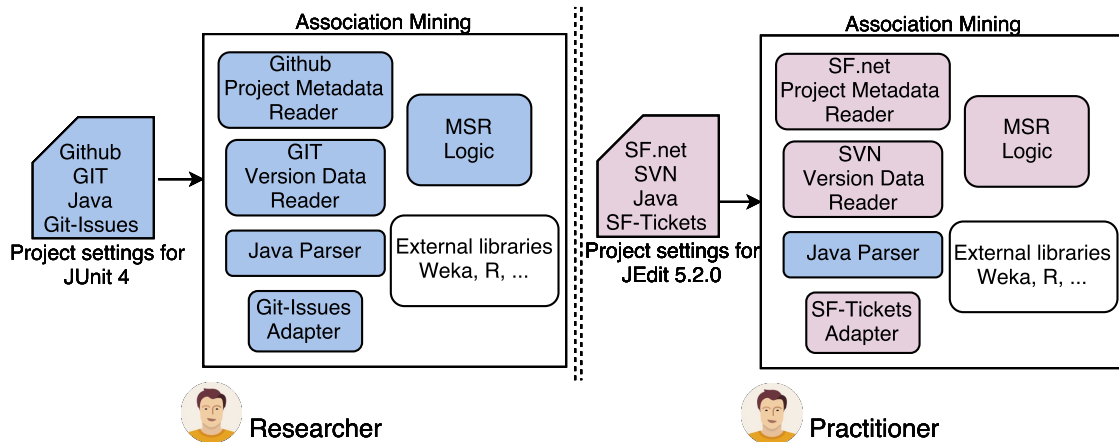 Association Mining
Github
Project Metadata
Reader
MSR
Logic
Github
GIT
Java
Git-Issues
Project settings for
JUnit 4
GIT
Version Data
Reader
Java Parser
External libraries
Weka, R, ...
Git-Issues
Adapter
Researcher
Association Mining
SF.net
Project Metadata
Reader
MSR
Logic
SF.net
SVN
Java
SF-Tickets
Project settings for
JEdit 5.2.0
SVN
Version Data
Reader
Java Parser
External libraries
Weka, R, ...
SF-Tickets
Adapter
Practitioner